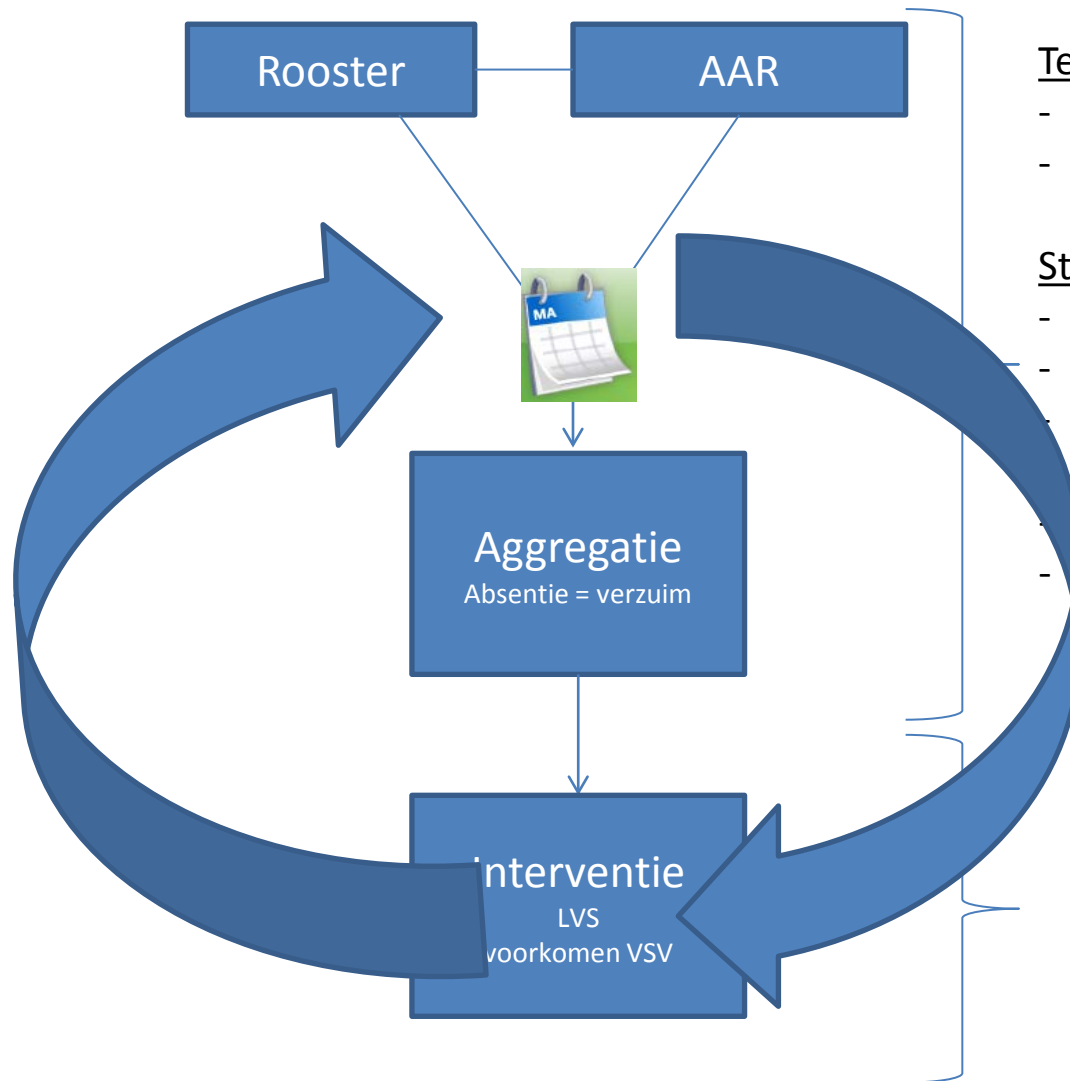 Rooster
AAR
Te
-
-
St
-
-
-
-
-
MA
Aggregatie
Absentie = verzuim
Interventie
LVS
voorkomen VSV